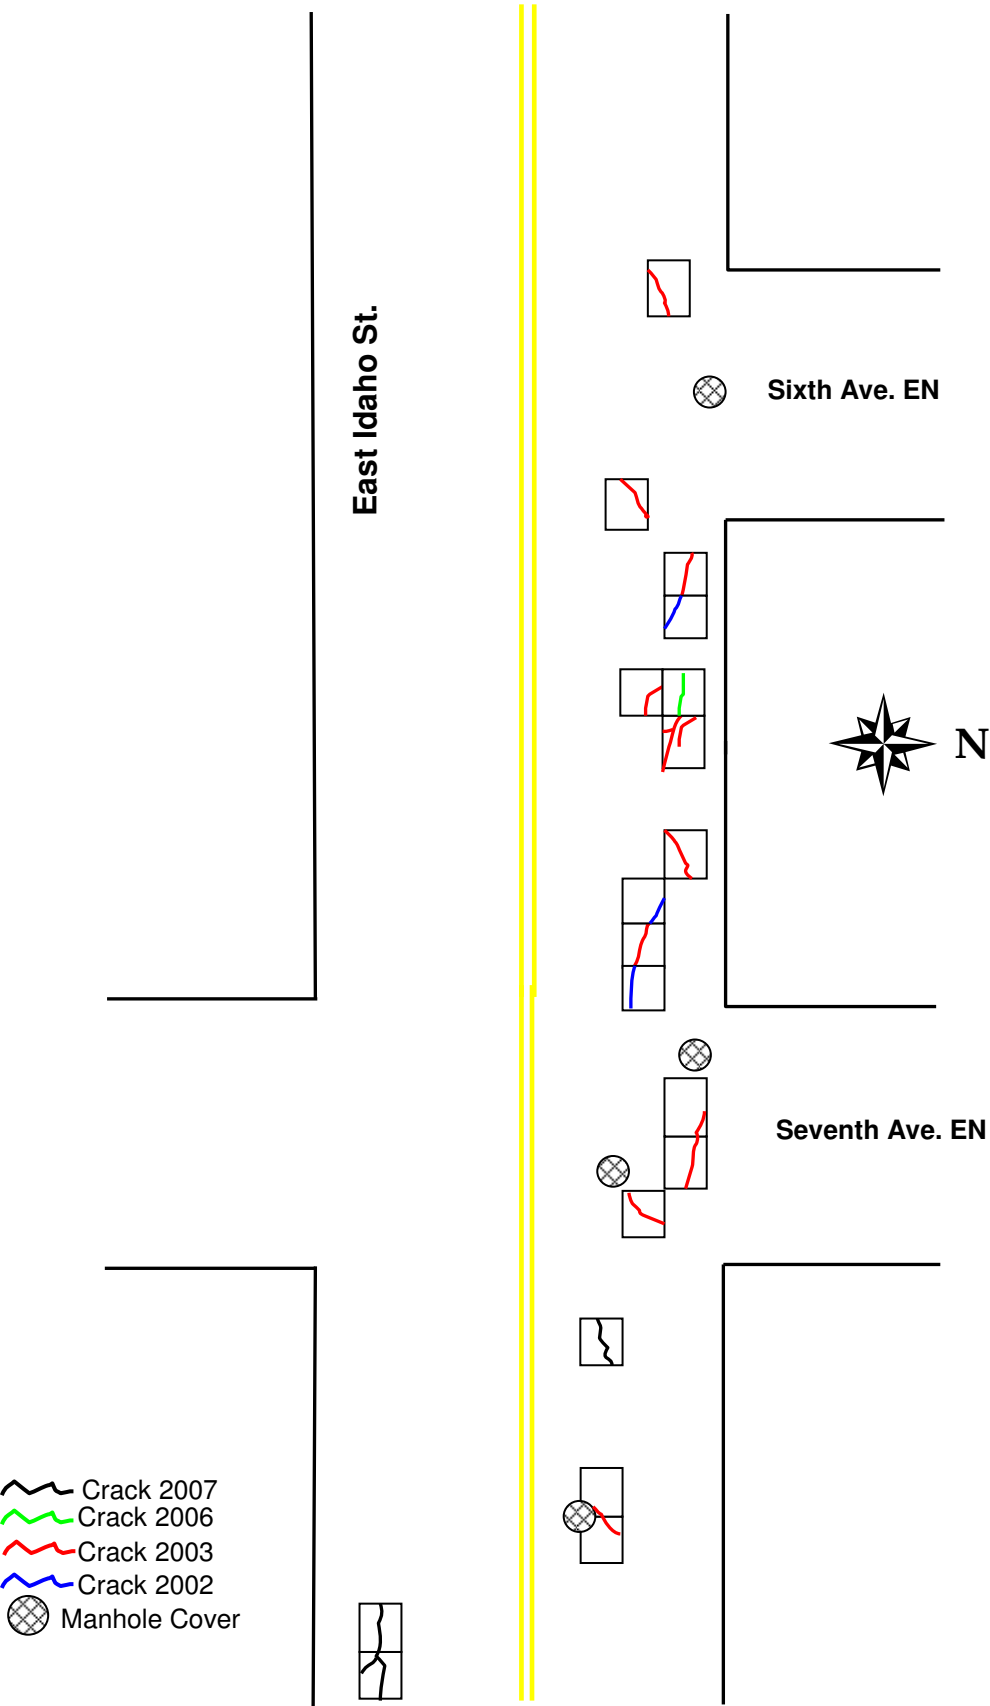 East Idaho St.
Sixth Ave. EN
N
Seventh Ave. EN
Crack 2007
Crack 2006
Crack 2003
Crack 2002
Manhole Cover